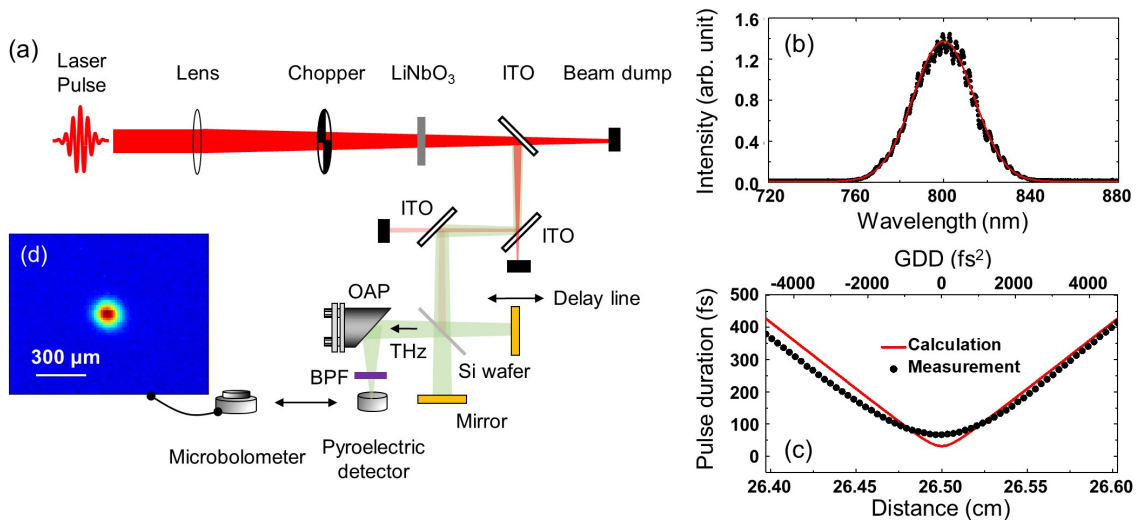 (a)
Laser
Pulse
Lens
Chopper
LiNbO₃
ITO
Beam dump
ITO
ITO
(d)
300 μm
OAP
Delay line
THz
BPF
Si wafer
Mirror
Microbolometer
Pyroelectric
detector
(b)
Intensity (arb. unit)
1.6
1.2
0.8
0.4
0.0
720 760 800 840 880
Wavelength (nm)
GDD (fs²)
-4000 -2000 0 2000 4000
Pulse duration (fs)
500
400
300
200
100
0
Calculation
Measurement
(c)
26.40 26.45 26.50 26.55 26.60
Distance (cm)